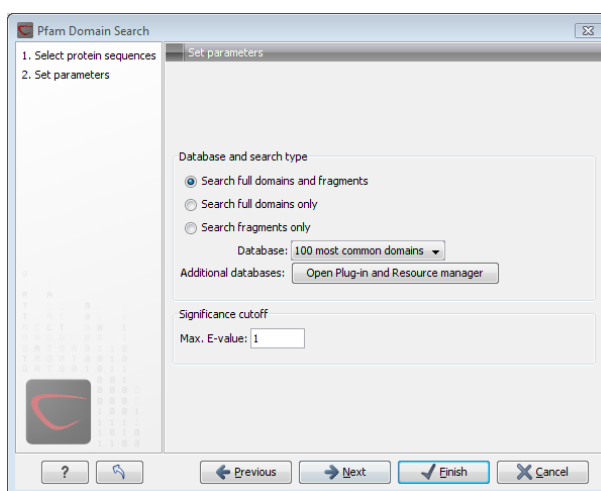 Pfam Domain Search
1. Select protein sequences
2. Set parameters
Set parameters
Database and search type
Search full domains and fragments
Search full domains only
Search fragments only
Database: 100 most common domains
Additional databases: Open Plug-in and Resource manager
Significance cutoff
Max. E-value: 1
? Previous Next Finish Cancel